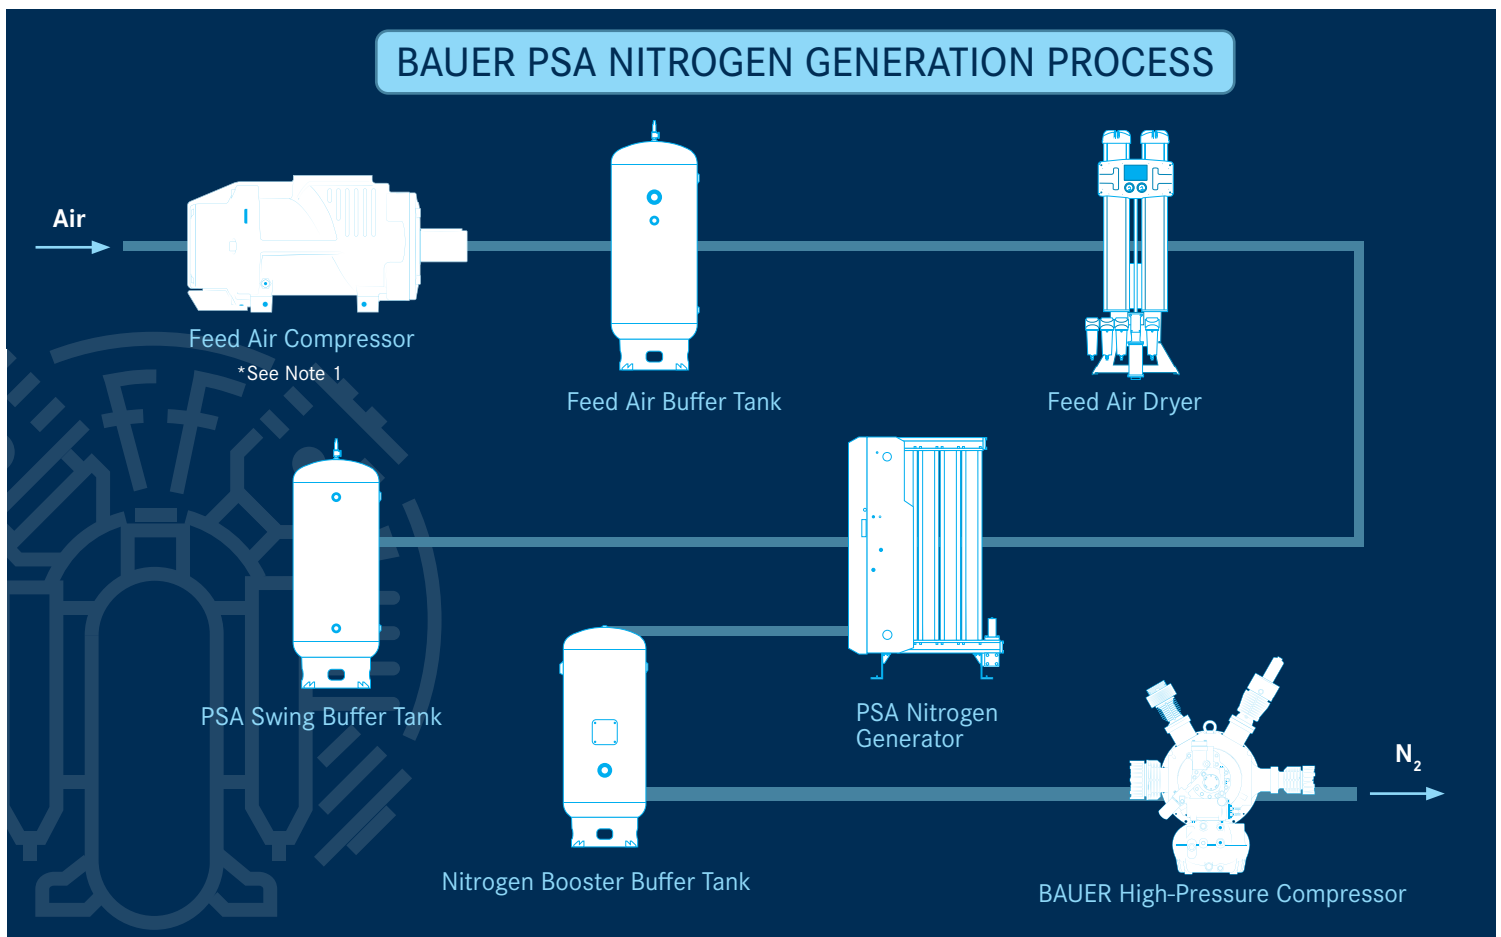 BAUER PSA NITROGEN GENERATION PROCESS
Air
Feed Air Compressor
*See Note 1
Feed Air Buffer Tank
Feed Air Dryer
PSA Swing Buffer Tank
PSA Nitrogen
Generator
N₂
Nitrogen Booster Buffer Tank
BAUER High-Pressure Compressor